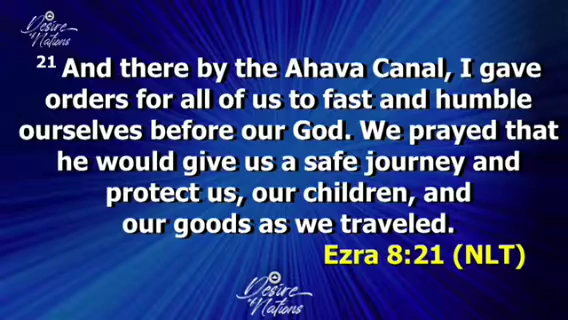 Desire
of Nations
21 And there by the Ahava Canal, I gave
orders for all of us to fast and humble
ourselves before our God. We prayed that
he would give us a safe journey and
protect us, our children, and
our goods as we traveled.
Ezra 8:21 (NLT)
Desire
of Nations